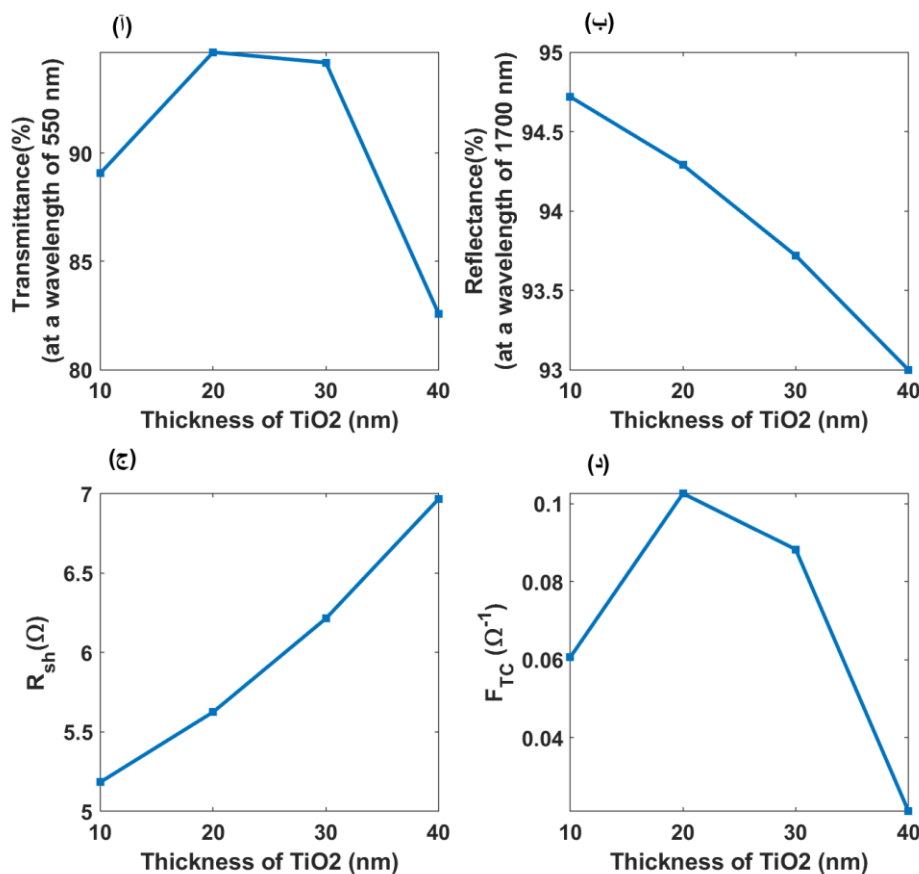 (آ)
Transmittance(%)
(at a wavelength of 550 nm)
90
85
80
10
20
30
40
Thickness of TiO2 (nm)
(ب)
Reflectance(%)
(at a wavelength of 1700 nm)
95
94.5
94
93.5
93
10
20
30
40
Thickness of TiO2 (nm)
(ج)
R_sh(Ω)
7
6.5
6
5.5
5
10
20
30
40
Thickness of TiO2 (nm)
(د)
F_TC (Ω⁻¹)
0.1
0.08
0.06
0.04
10
20
30
40
Thickness of TiO2 (nm)